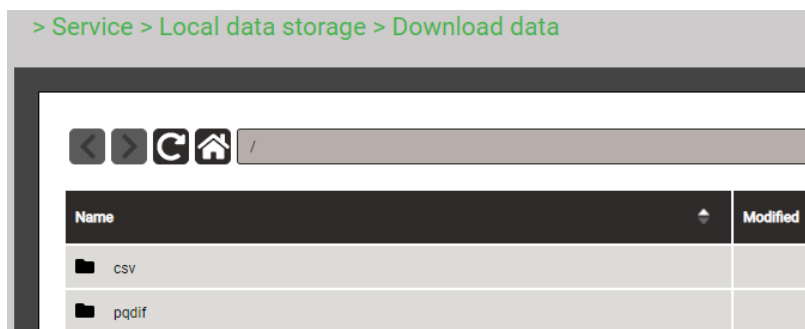 > Service > Local data storage > Download data
/
Name Modified
csv
pqdif